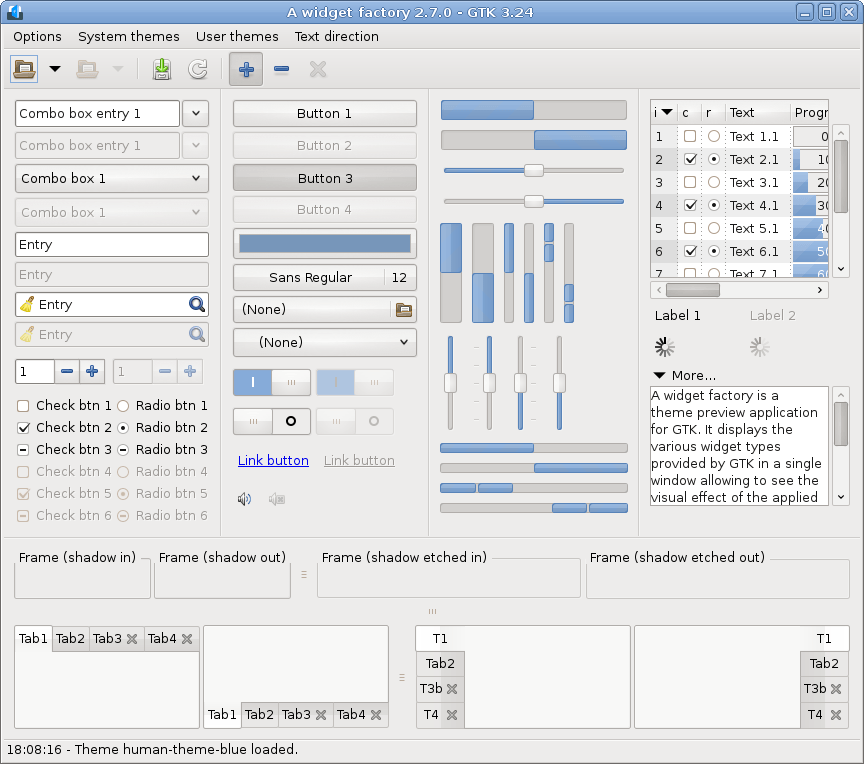 A widget factory 2.7.0 - GTK 3.24
Options System themes User themes Text direction
Combo box entry 1
Combo box entry 1
Combo box 1
Combo box 1
Entry
Entry
Entry
Entry
1 1
Check btn 1 Radio btn 1
Check btn 2 Radio btn 2
Check btn 3 Radio btn 3
Check btn 4 Radio btn 4
Check btn 5 Radio btn 5
Check btn 6 Radio btn 6
Button 1
Button 2
Button 3
Button 4
Sans Regular 12
(None)
(None)
Link button Link button
i c r Text Progr
1 Text 1.1 0
2 Text 2.1 10
3 Text 3.1 20
4 Text 4.1 30
5 Text 5.1 40
6 Text 6.1 50
7 Text 7.1 60
Label 1 Label 2
More...
A widget factory is a
theme preview application
for GTK. It displays the
various widget types
provided by GTK in a single
window allowing to see the
visual effect of the applied
Frame (shadow in) Frame (shadow out) Frame (shadow etched in) Frame (shadow etched out)
Tab1 Tab2 Tab3 Tab4
Tab1 Tab2 Tab3 Tab4
T1
Tab2
T3b
T4
T1
Tab2
T3b
T4
18:08:16 - Theme human-theme-blue loaded.